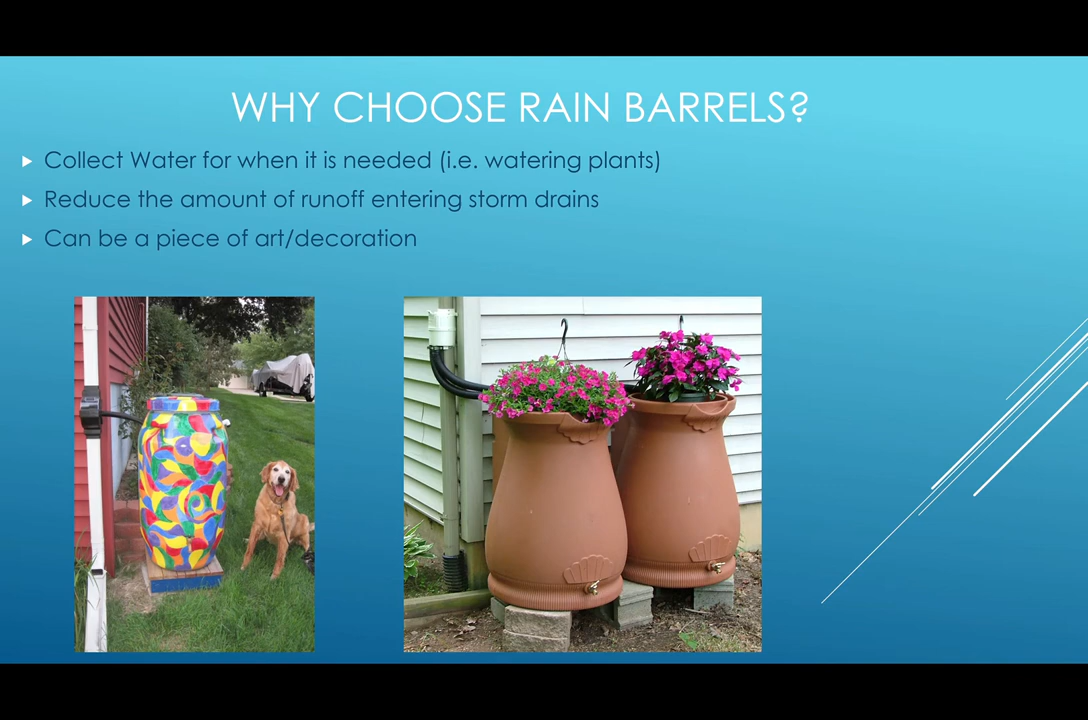 WHY CHOOSE RAIN BARRELS?
Collect Water for when it is needed (i.e. watering plants)
Reduce the amount of runoff entering storm drains
Can be a piece of art/decoration